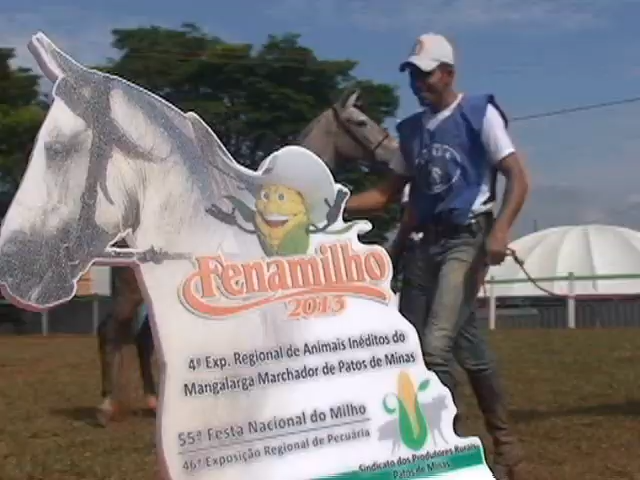 Fenamilho
2013
4ª Exp. Regional de Animais Inéditos do
Mangalarga Marchador de Patos de Minas
55ª Festa Nacional do Milho
46ª Exposição Regional de Pecuária
Sindicato dos Produtores Rurais
Patos de Minas